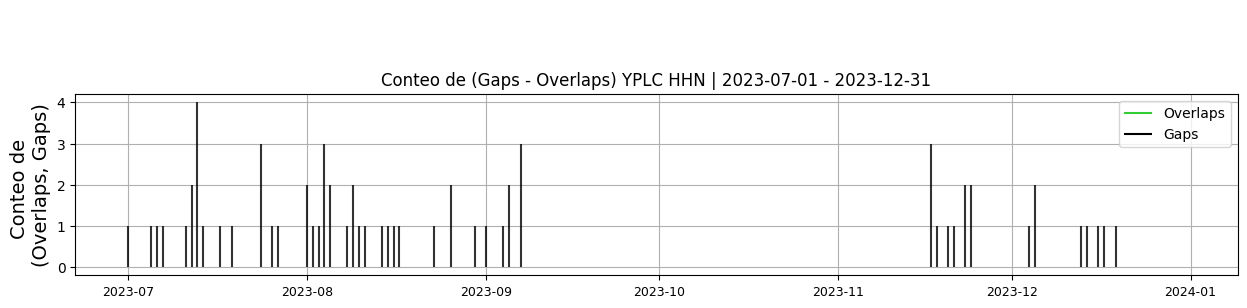 Conteo de (Gaps - Overlaps) YPLC HHN | 2023-07-01 - 2023-12-31
Conteo de
(Overlaps, Gaps)
4
3
2
1
0
Overlaps
Gaps
2023-07
2023-08
2023-09
2023-10
2023-11
2023-12
2024-01